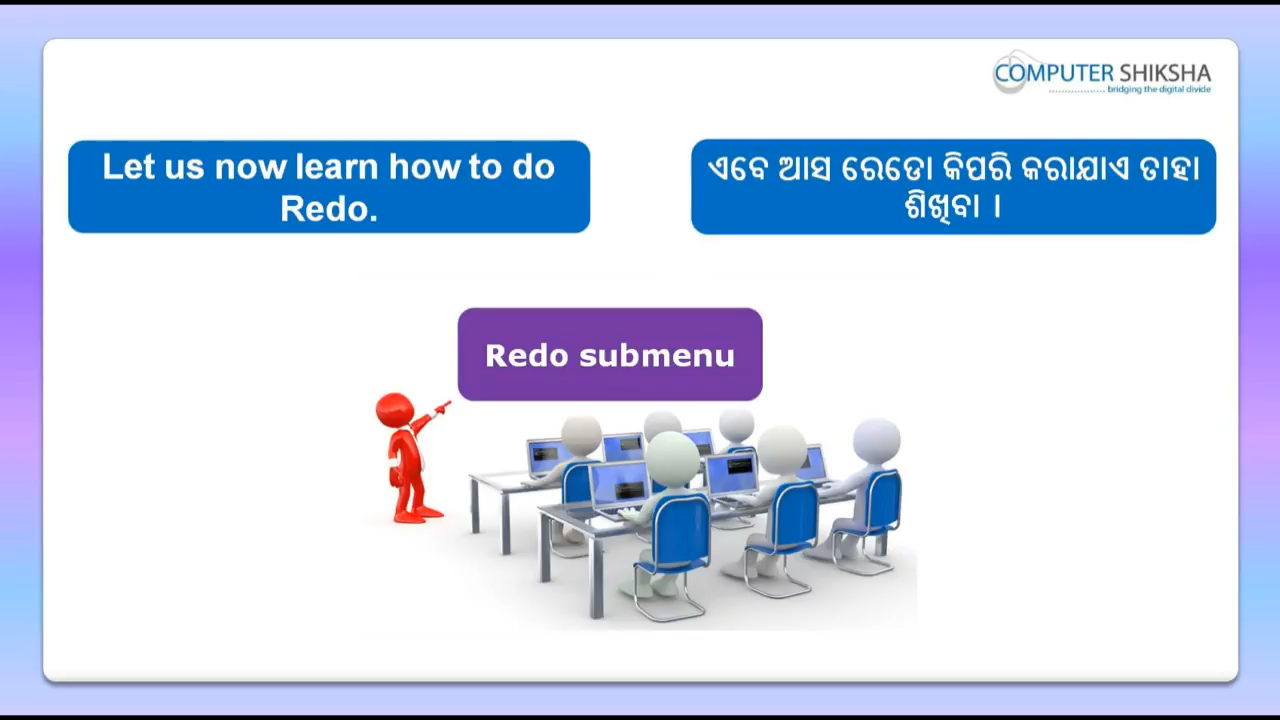 COMPUTER SHIKSHA
bridging the digital divide
Let us now learn how to do
Redo.
ଏବେ ଆସ ରେଡୋ କିପରି କରାଯାଏ ତାହା
ଶିଖିବା ।
Redo submenu